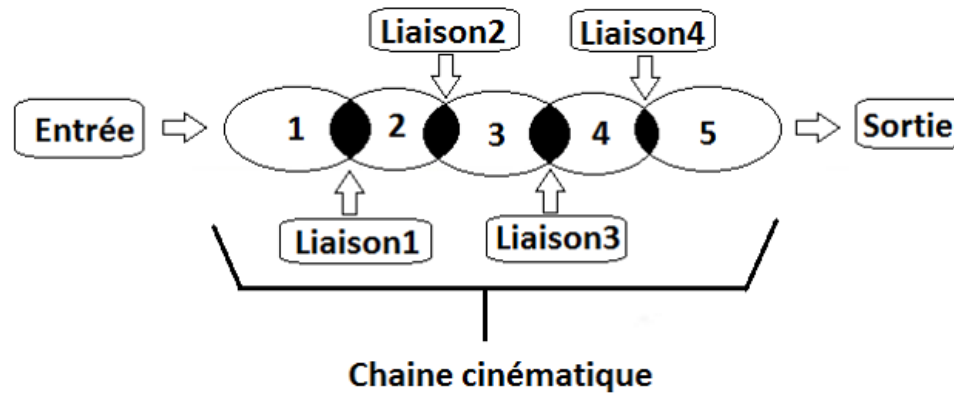 Liaison2
Liaison4
Entrée
1
2
3
4
5
Sortie
Liaison1
Liaison3
Chaine cinématique